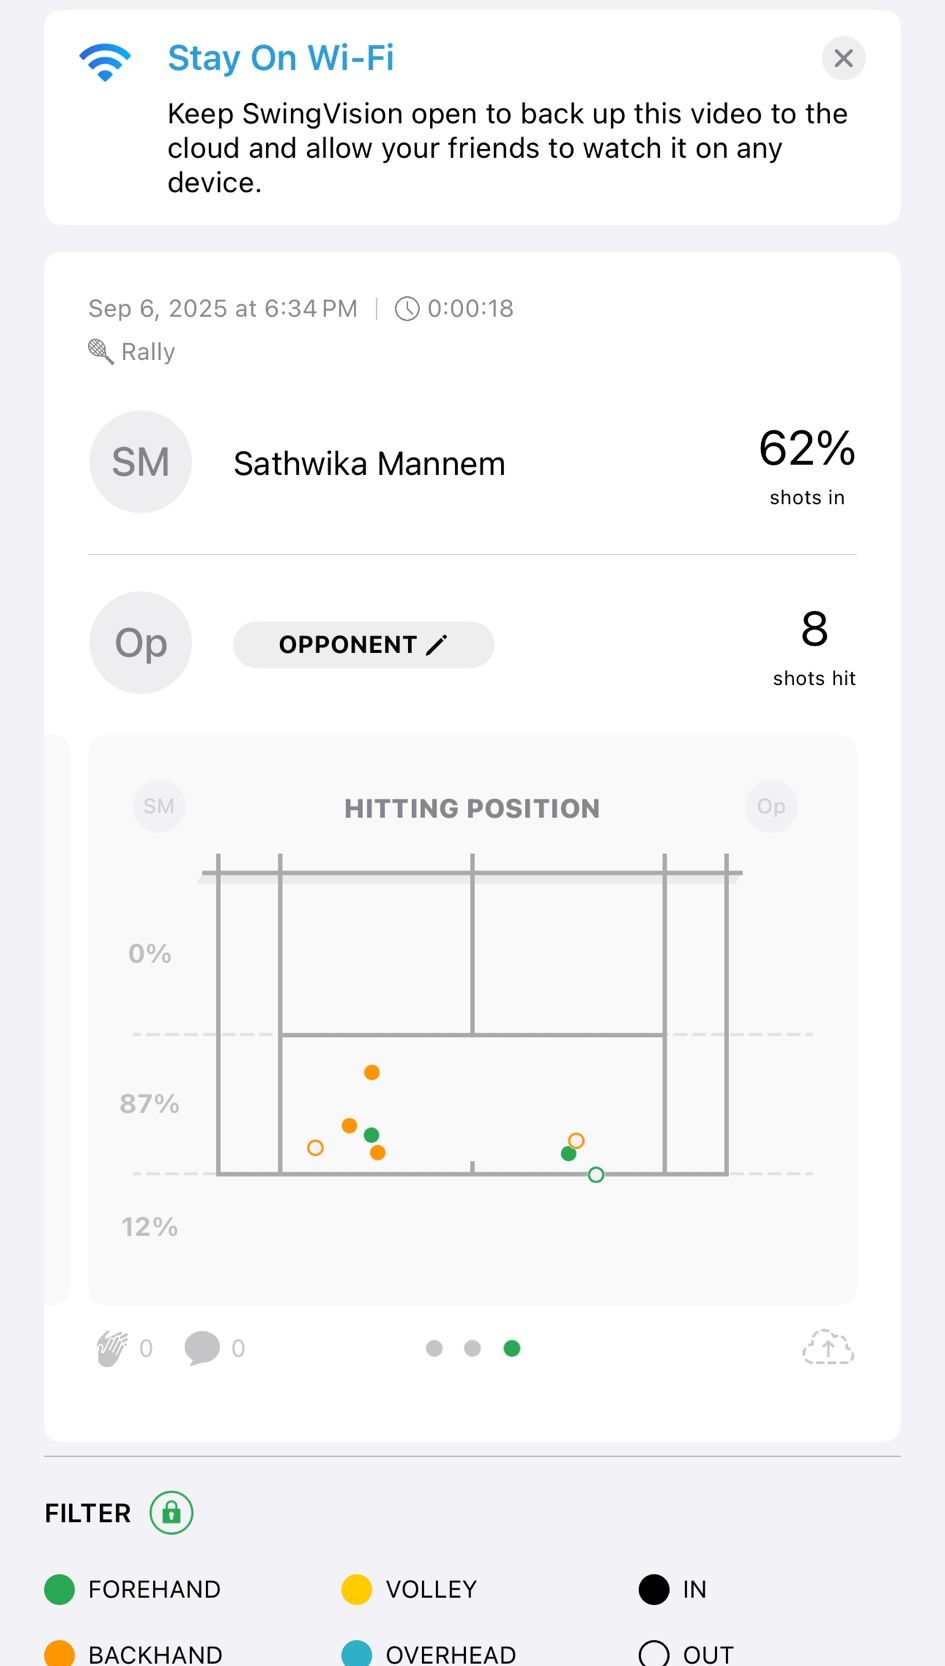 Stay On Wi-Fi
Keep SwingVision open to back up this video to the
cloud and allow your friends to watch it on any
device.
Sep 6, 2025 at 6:34 PM | 0:00:18
Rally
SM
Sathwika Mannem
62%
shots in
Op
OPPONENT
8
shots hit
SM
HITTING POSITION
Op
0%
87%
12%
0
0
FILTER
FOREHAND
VOLLEY
IN
BACKHAND
OVERHEAD
OUT